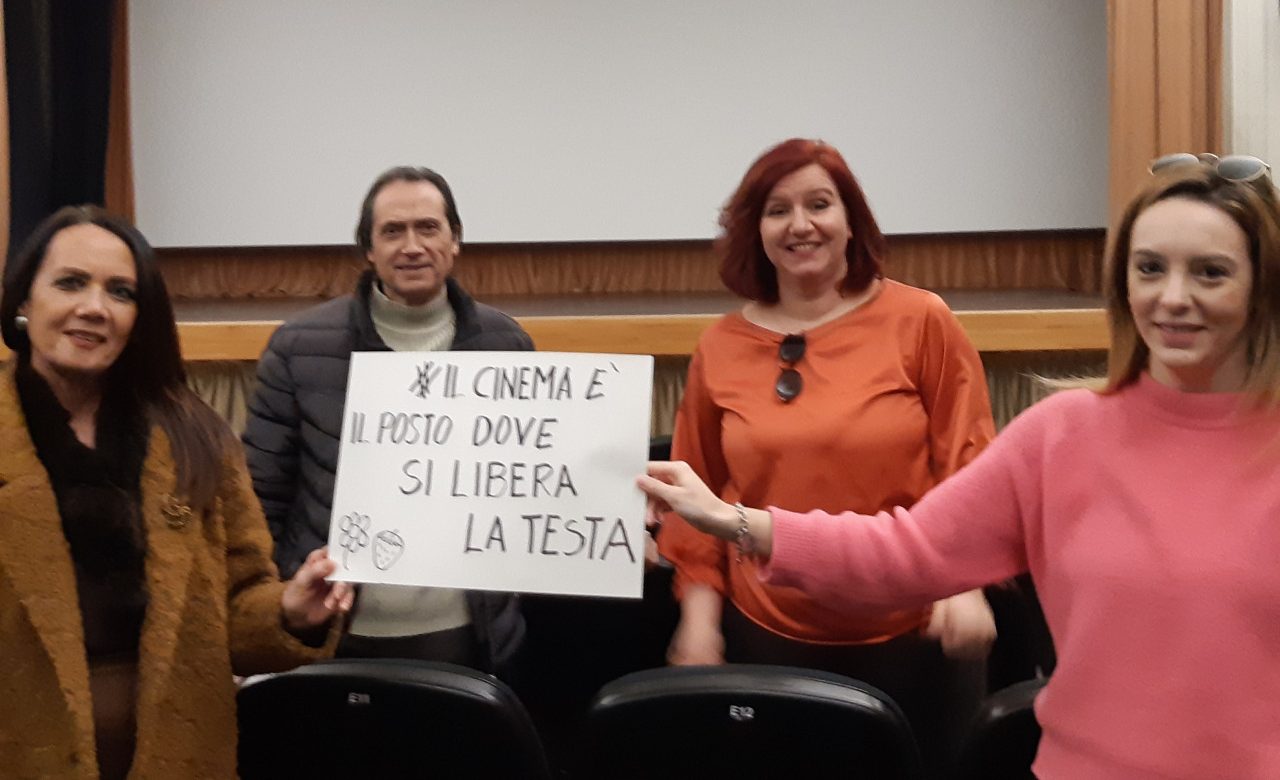 IL CINEMA È
IL POSTO DOVE
SI LIBERA
LA TESTA
E11
E12